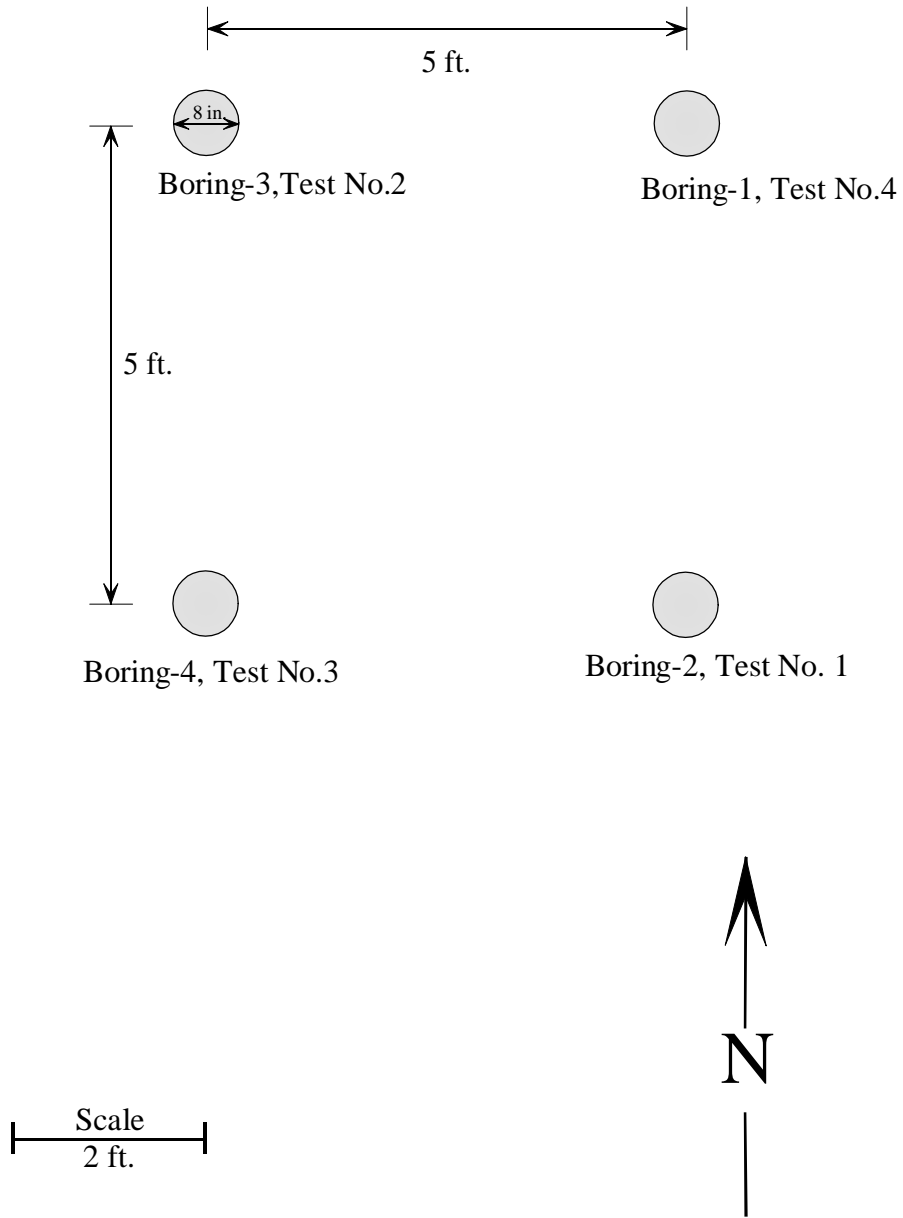 5 ft.
8 in.
Boring-3,Test No.2
Boring-1, Test No.4
5 ft.
Boring-4, Test No.3
Boring-2, Test No. 1
N
Scale
2 ft.